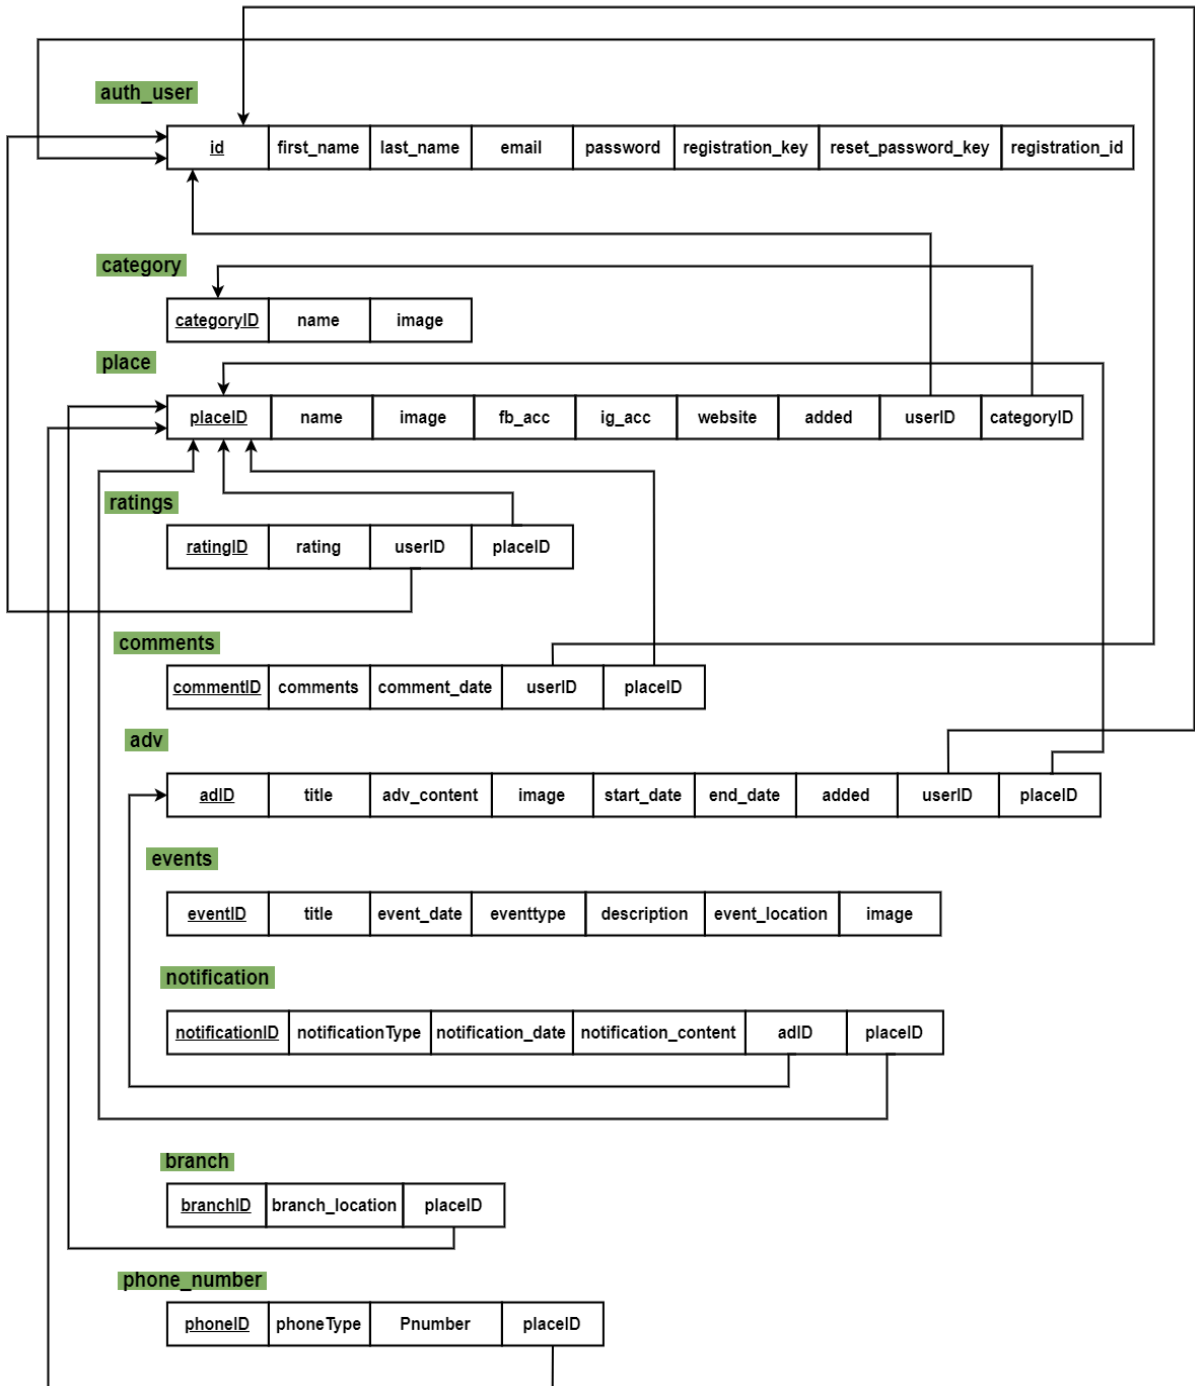 auth_user
id first_name last_name email password registration_key reset_password_key registration_id
category
categoryID name image
place
placeID name image fb_acc ig_acc website added userID categoryID
ratings
ratingID rating userID placeID
comments
commentID comments comment_date userID placeID
adv
adID title adv_content image start_date end_date added userID placeID
events
eventID title event_date eventtype description event_location image
notification
notificationID notificationType notification_date notification_content adID placeID
branch
branchID branch_location placeID
phone_number
phoneID phoneType Pnumber placeID